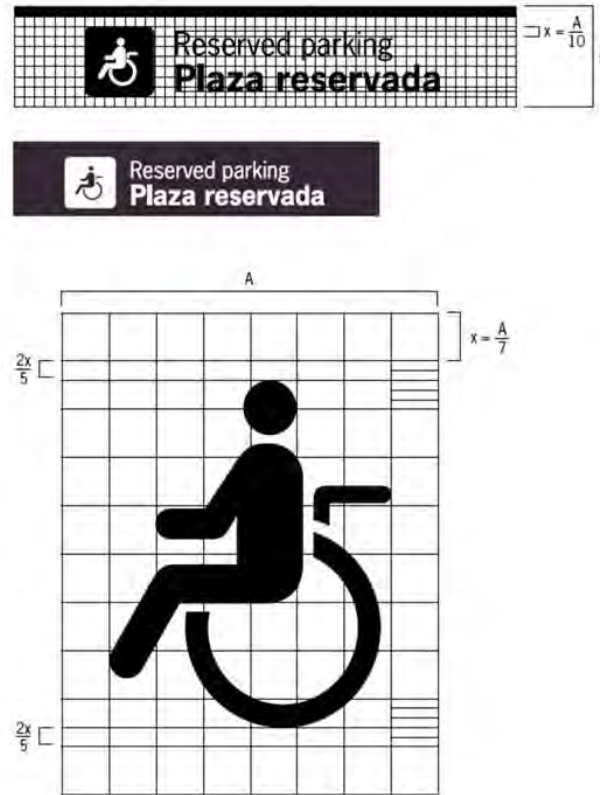 Reserved parking
Plaza reservada
x = A/10
Reserved parking
Plaza reservada
A
x = A/7
2x/5
2x/5